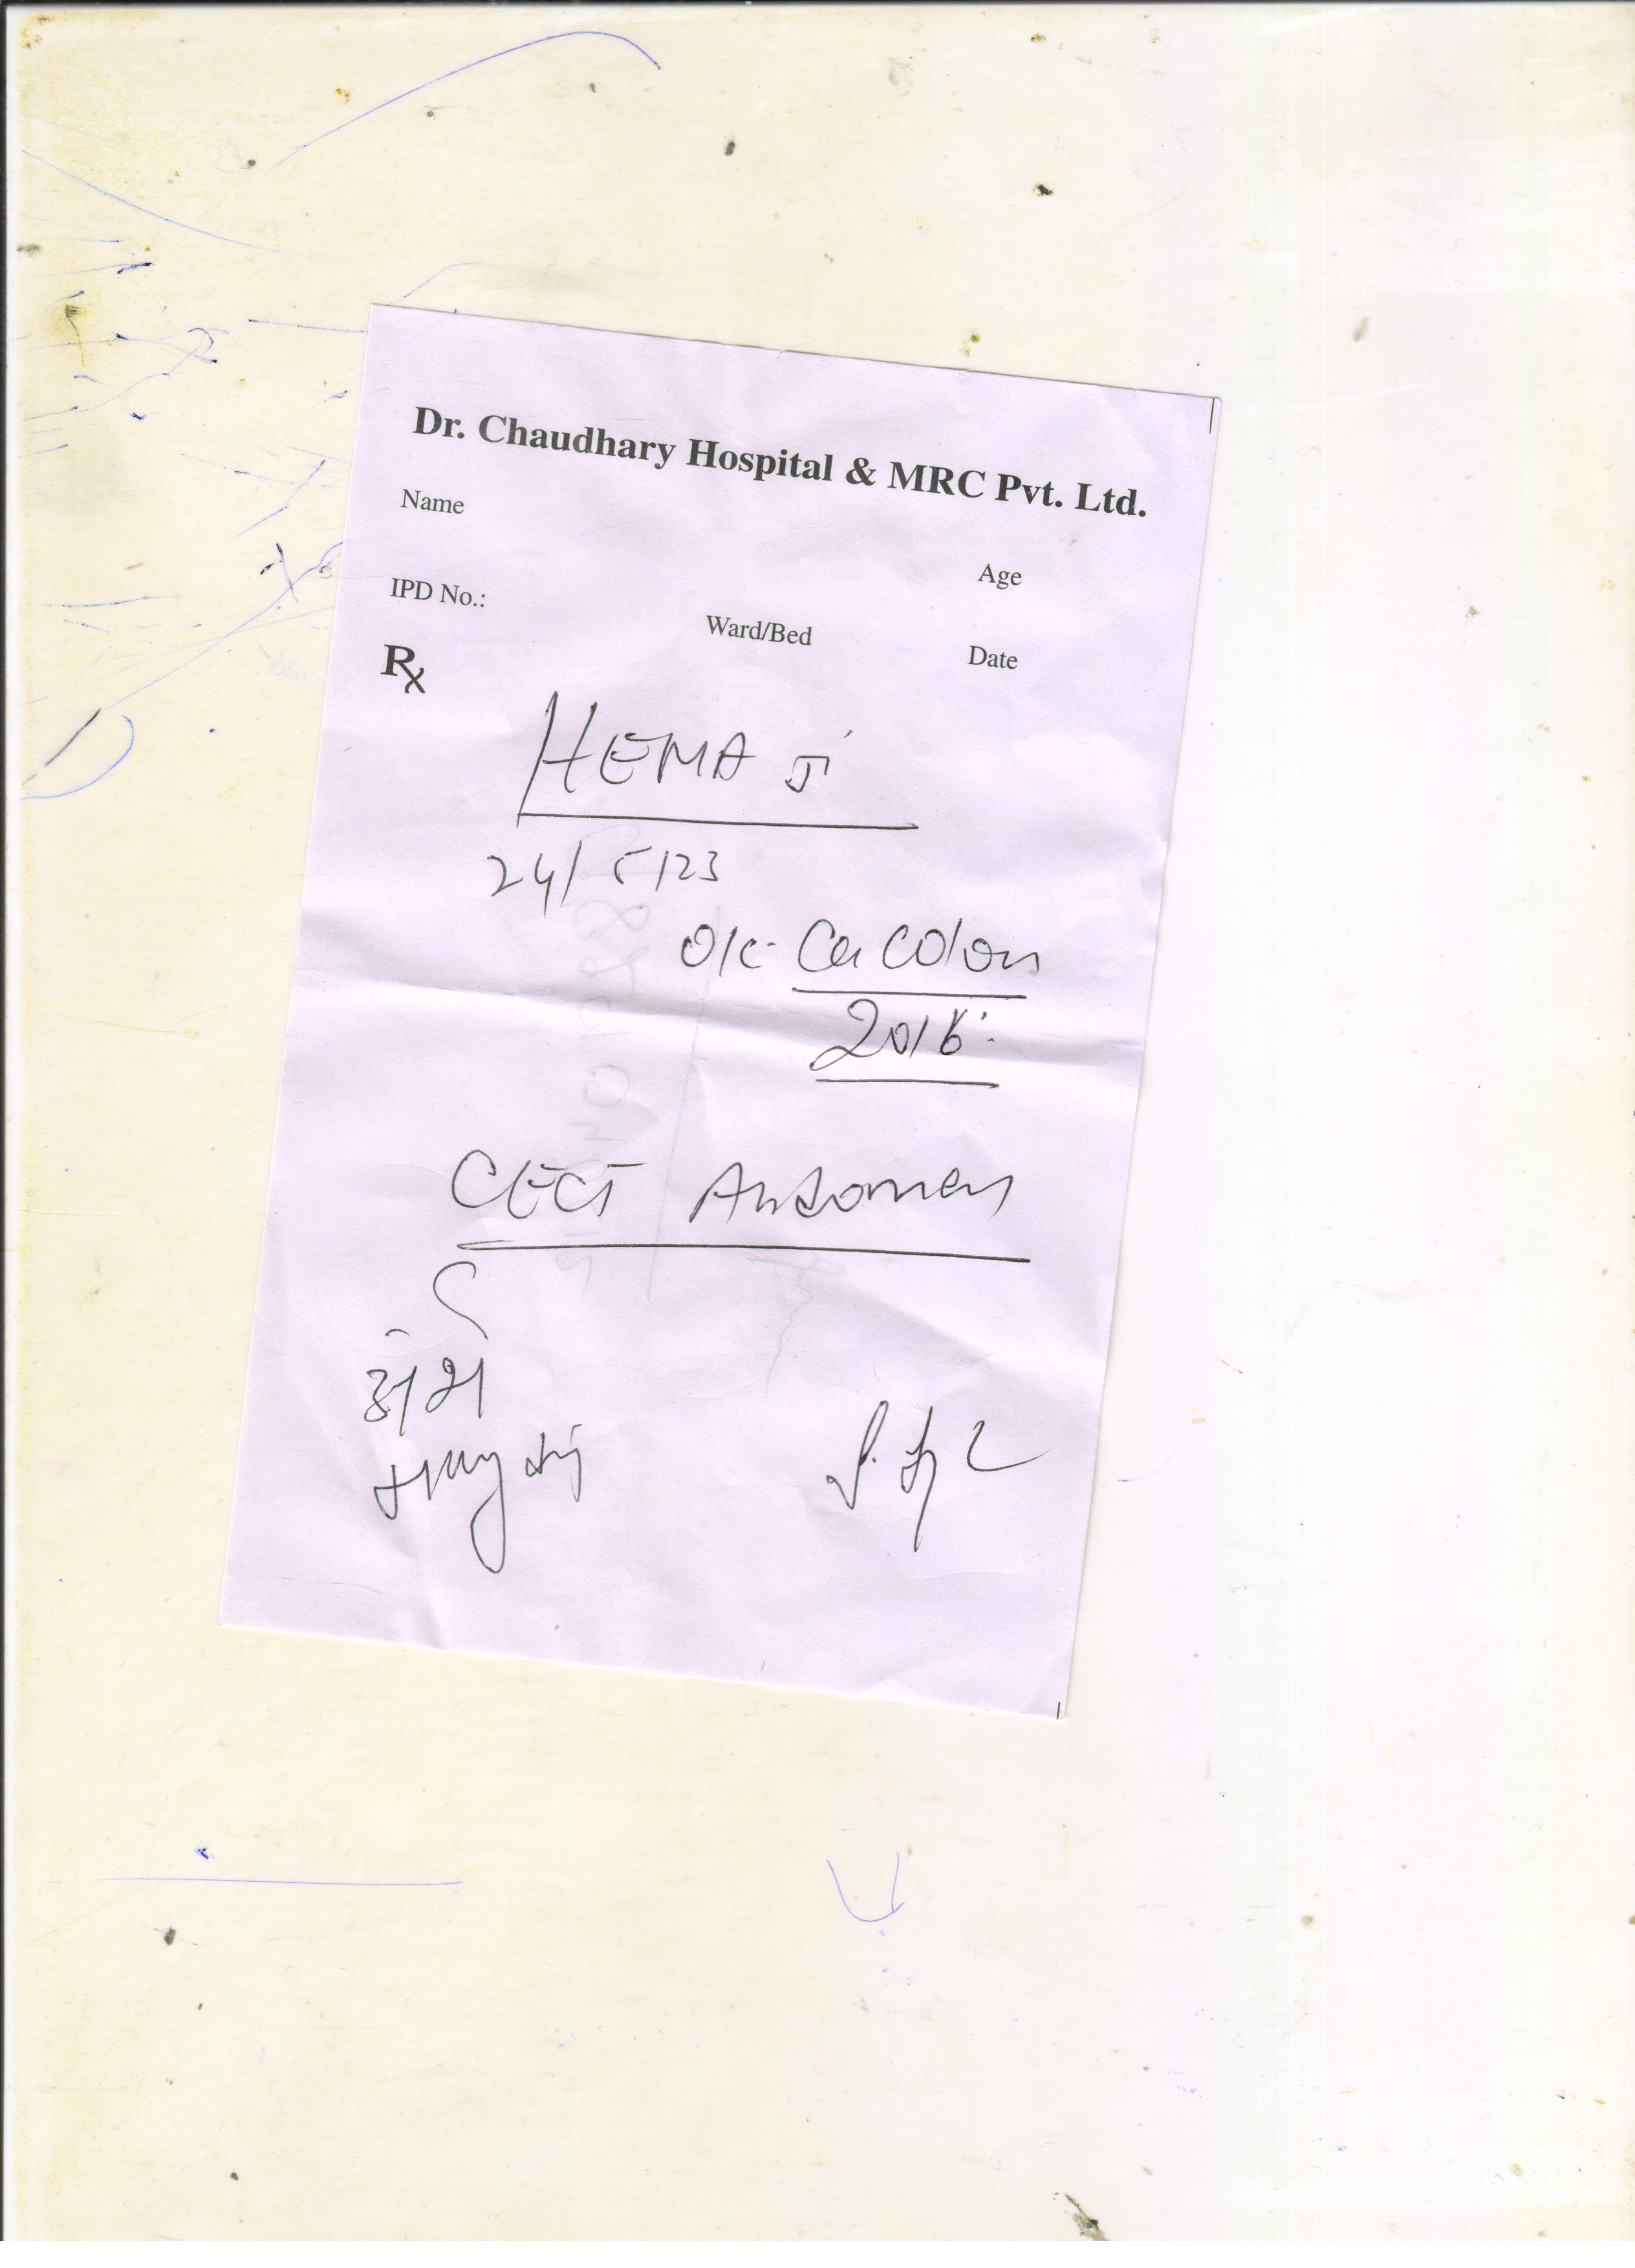 Dr. Chaudhary Hospital & MRC Pvt. Ltd.
Name
Age
IPD No.:
Ward/Bed
Date
Rx
HEMA Ji
24/5/23
O/C- Ca Colon
2016
CECT Abdomen